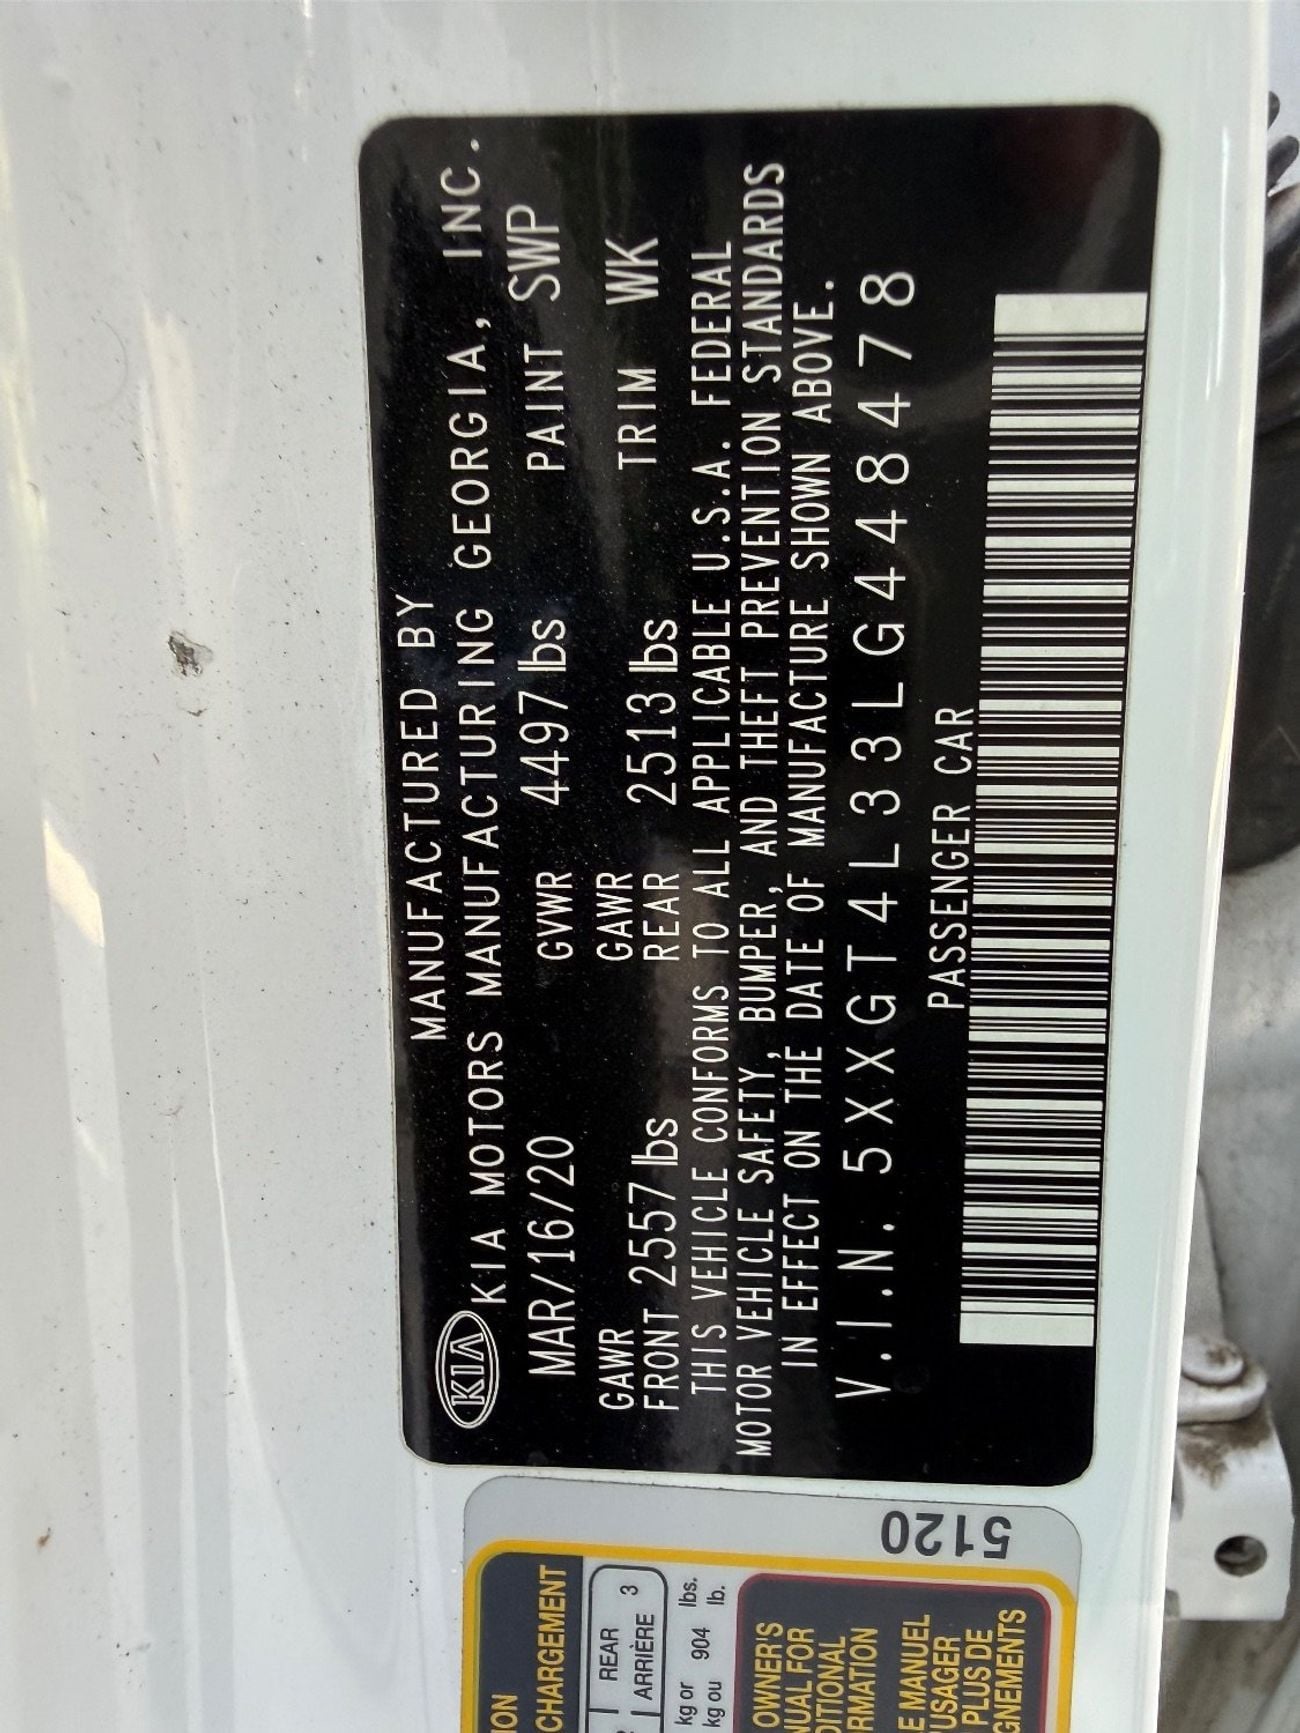 MANUFACTURED BY
KIA
KIA MOTORS MANUFACTURING GEORGIA, INC.
MAR/16/20 GVWR 4497 lbs PAINT SWP
GAWR FRONT 2557 lbs GAWR REAR 2513 lbs TRIM WK
THIS VEHICLE CONFORMS TO ALL APPLICABLE U.S.A. FEDERAL
MOTOR VEHICLE SAFETY, BUMPER, AND THEFT PREVENTION STANDARDS
IN EFFECT ON THE DATE OF MANUFACTURE SHOWN ABOVE.
V.I.N. 5XXGT4L33LG448478
PASSENGER CAR
5120
CHARGEMENT
REAR
ARRIÈRE 3
kg or lbs.
kg ou 904 lb.
OWNER'S
FOR
MANUEL
PLUS DE